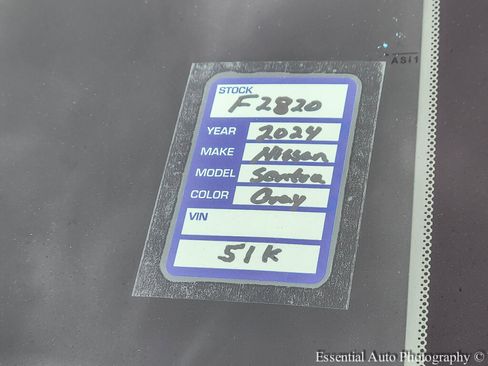 ASI1
STOCK
F2820
YEAR 2024
MAKE Nissan
MODEL Sentra
COLOR Gray
VIN
51K
Essential Auto Photography ©